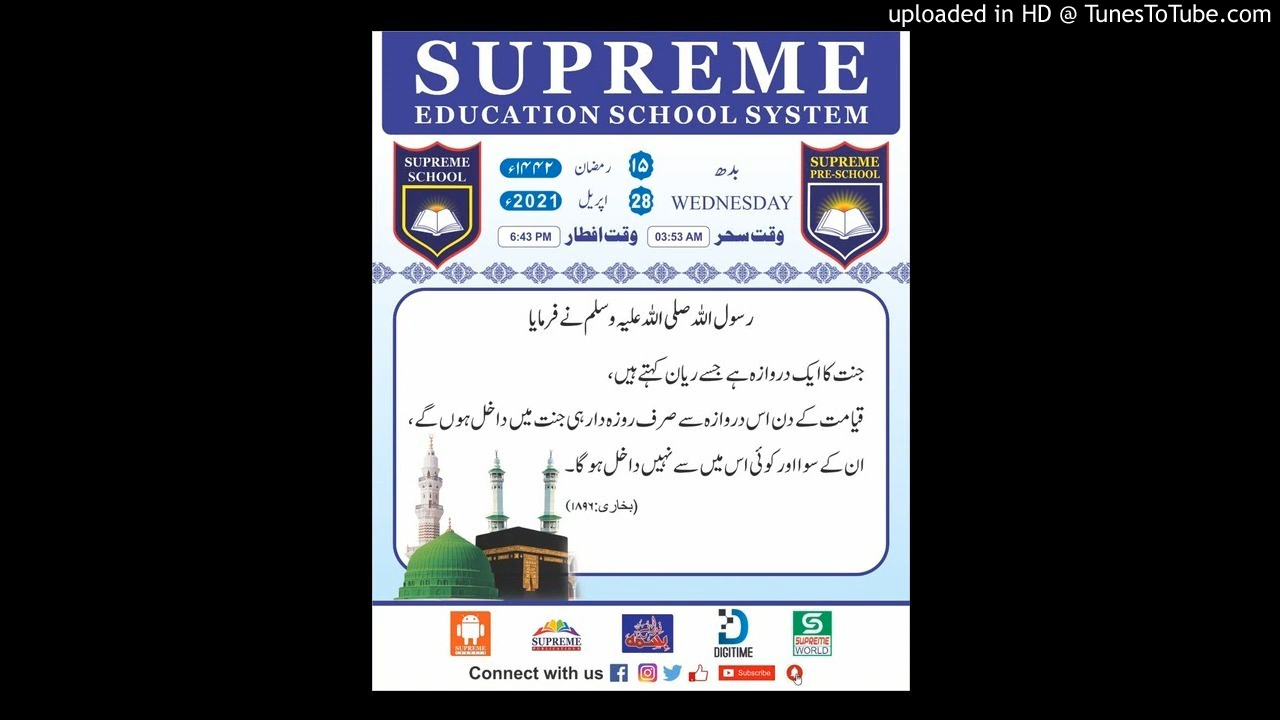 uploaded in HD @ TunesToTube.com
SUPREME
EDUCATION SCHOOL SYSTEM
SUPREME
SCHOOL
SUPREME
PRE-SCHOOL
بدھ ۱۵ رمضان ۱۴۴۲ء
WEDNESDAY 28 اپریل 2021ء
وقت سحر 03:53 AM وقت افطار 6:43 PM
رسول اللہ صلی اللہ علیہ وسلم نے فرمایا
جنت کا ایک دروازہ ہے جسے ریان کہتے ہیں،
قیامت کے دن اس دروازہ سے صرف روزہ دار ہی جنت میں داخل ہوں گے،
ان کے سوا اور کوئی اس میں سے نہیں داخل ہو گا۔
(بخاری:۱۸۹۶)
SUPREME
SUPREME
DIGITIME
S
SUPREME
WORLD
Connect with us
Subscribe